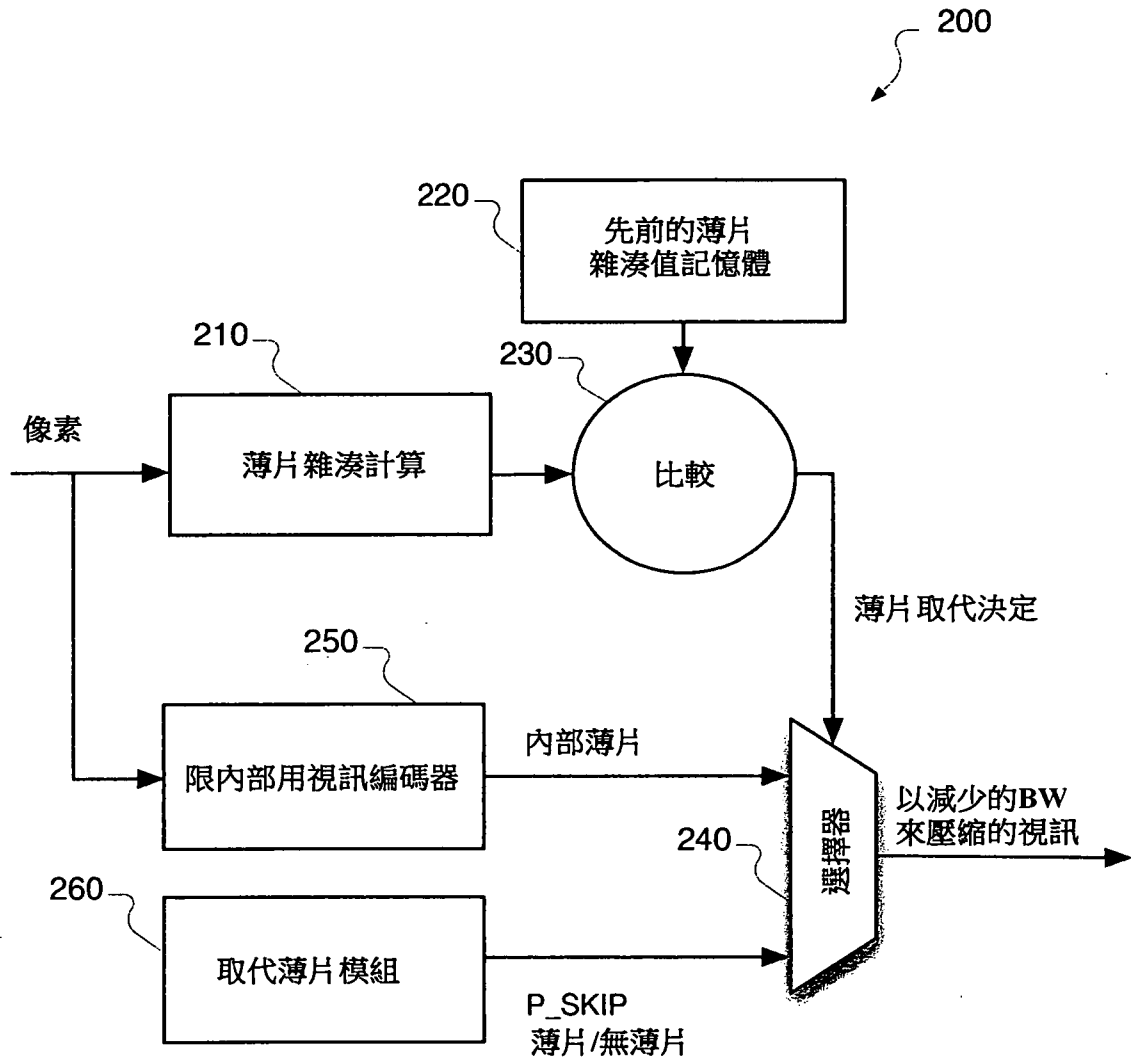 200
220
先前的薄片
雜湊值記憶體
210
230
像素
薄片雜湊計算
比較
薄片取代決定
250
內部薄片
限內部用視訊編碼器
以減少的BW
來壓縮的視訊
240
選擇器
260
取代薄片模組
P_SKIP
薄片/無薄片